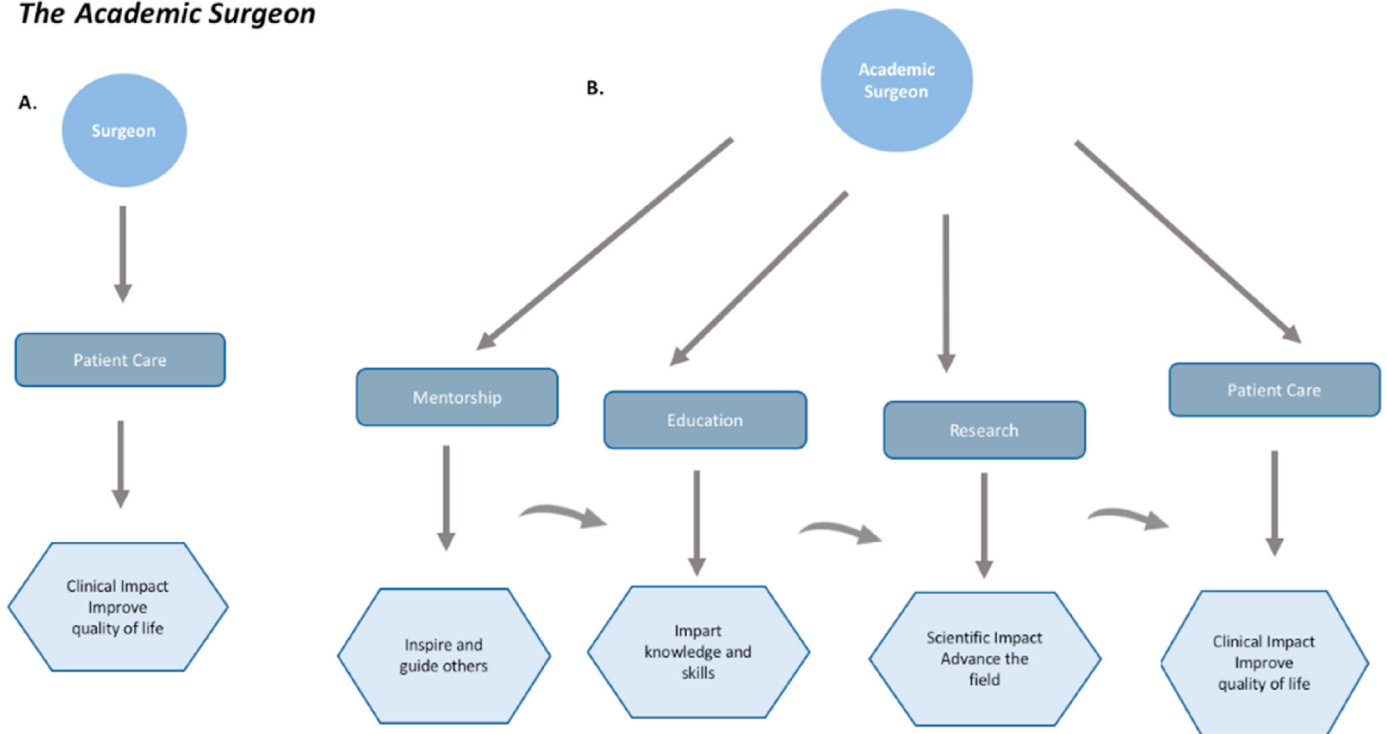 The Academic Surgeon
A.
Surgeon
Patient Care
Clinical Impact
Improve
quality of life
B.
Academic
Surgeon
Mentorship
Education
Research
Patient Care
Inspire and
guide others
Impart
knowledge and
skills
Scientific Impact
Advance the
field
Clinical Impact
Improve
quality of life